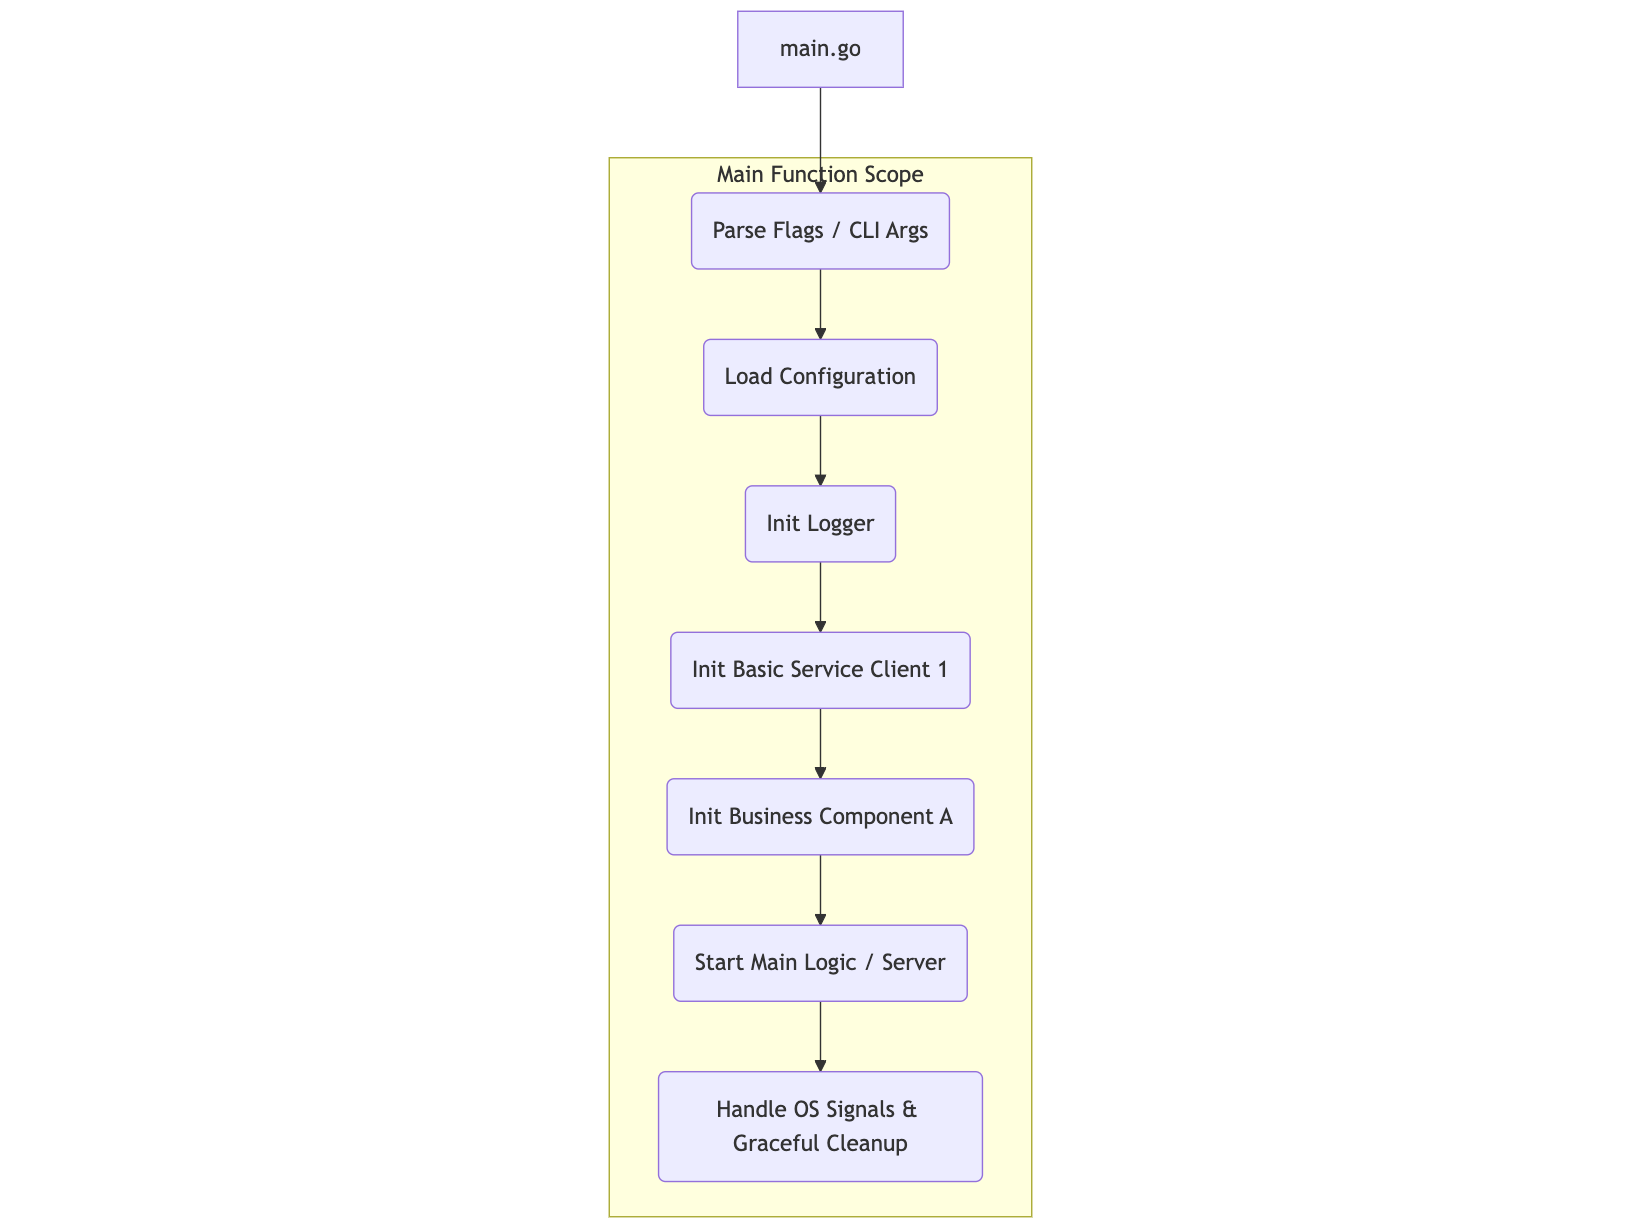 main.go
Main Function Scope
Parse Flags / CLI Args
Load Configuration
Init Logger
Init Basic Service Client 1
Init Business Component A
Start Main Logic / Server
Handle OS Signals &
Graceful Cleanup